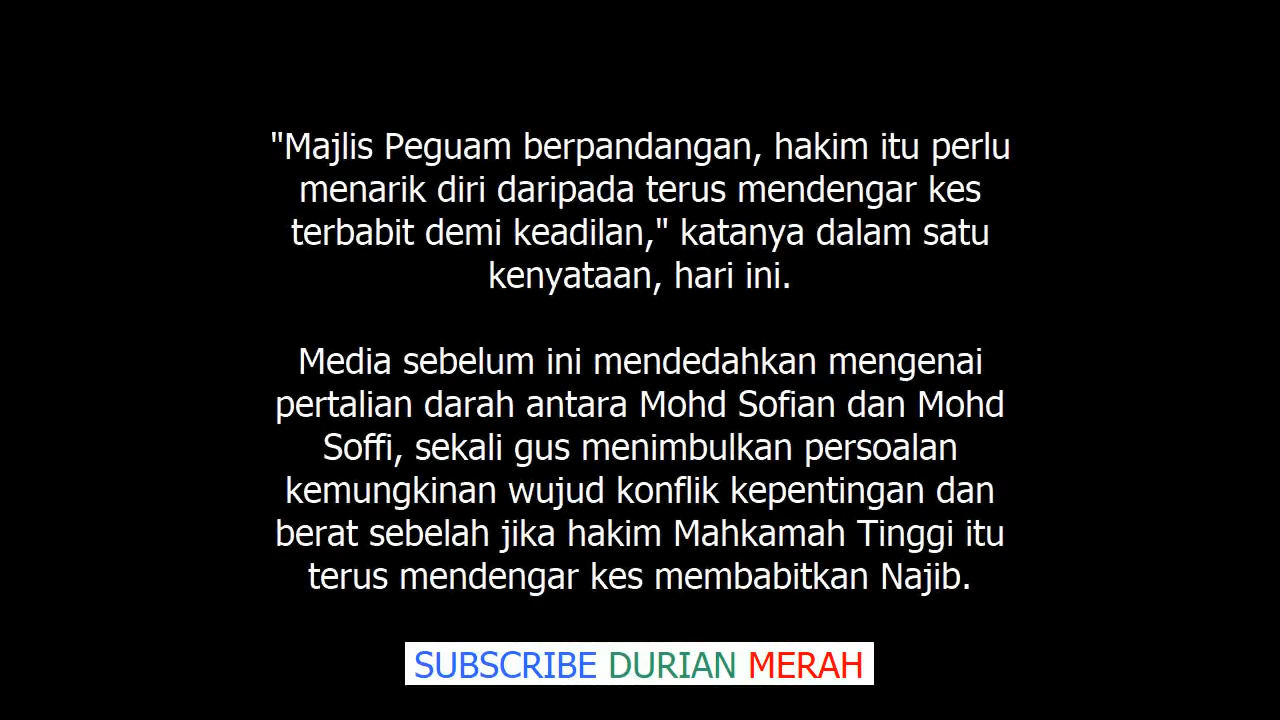 "Majlis Peguam berpandangan, hakim itu perlu
menarik diri daripada terus mendengar kes
terbabit demi keadilan," katanya dalam satu
kenyataan, hari ini.
Media sebelum ini mendedahkan mengenai
pertalian darah antara Mohd Sofian dan Mohd
Soffi, sekali gus menimbulkan persoalan
kemungkinan wujud konflik kepentingan dan
berat sebelah jika hakim Mahkamah Tinggi itu
terus mendengar kes membabitkan Najib.
SUBSCRIBE DURIAN MERAH